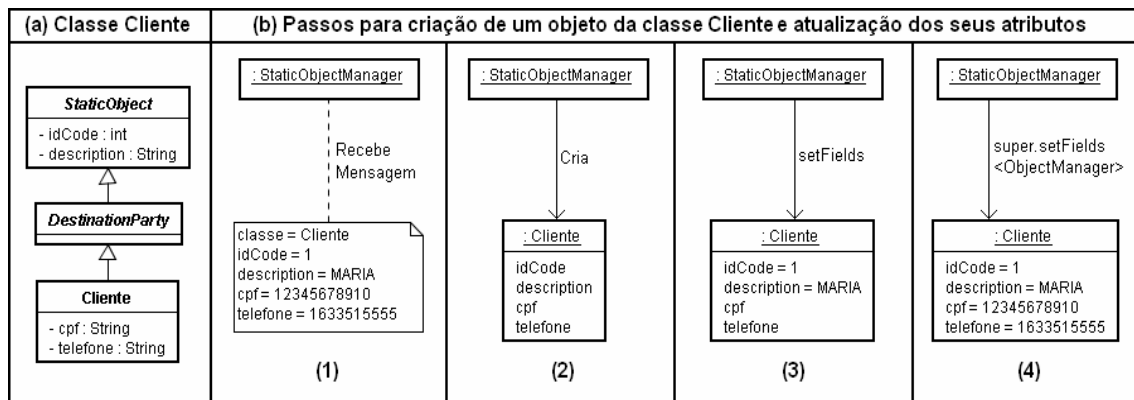 (a) Classe Cliente
StaticObject
- idCode : int
- description : String
DestinationParty
Cliente
- cpf : String
- telefone : String
(b) Passos para criação de um objeto da classe Cliente e atualização dos seus atributos
: StaticObjectManager
Recebe
Mensagem
classe = Cliente
idCode = 1
description = MARIA
cpf = 12345678910
telefone = 1633515555
(1)
: StaticObjectManager
Cria
: Cliente
idCode
description
cpf
telefone
(2)
: StaticObjectManager
setFields
: Cliente
idCode = 1
description = MARIA
cpf
telefone
(3)
: StaticObjectManager
super.setFields
<ObjectManager>
: Cliente
idCode = 1
description = MARIA
cpf = 12345678910
telefone = 1633515555
(4)